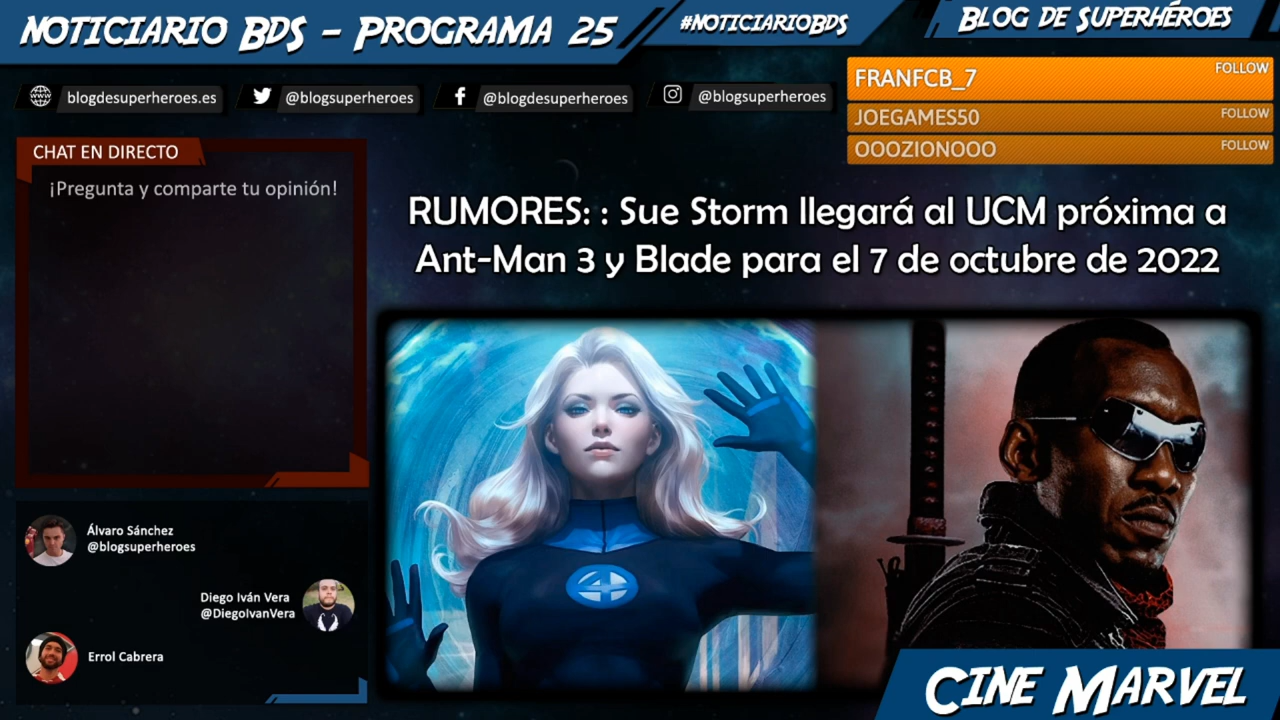 NOTICIARIO BDS - PROGRAMA 25
#NOTICIARIOBDS
BLOG DE SUPERHÉROES
blogdesuperheroes.es
@blogsuperheroes
@blogdesuperheroes
@blogsuperheroes
FRANFCB_7 FOLLOW
JOEGAMES50 FOLLOW
OOOZIONOOO FOLLOW
CHAT EN DIRECTO
¡Pregunta y comparte tu opinión!
RUMORES: : Sue Storm llegará al UCM próxima a
Ant-Man 3 y Blade para el 7 de octubre de 2022
Álvaro Sánchez
@blogsuperheroes
Diego Iván Vera
@DiegoIvanVera
Errol Cabrera
4
CINE MARVEL